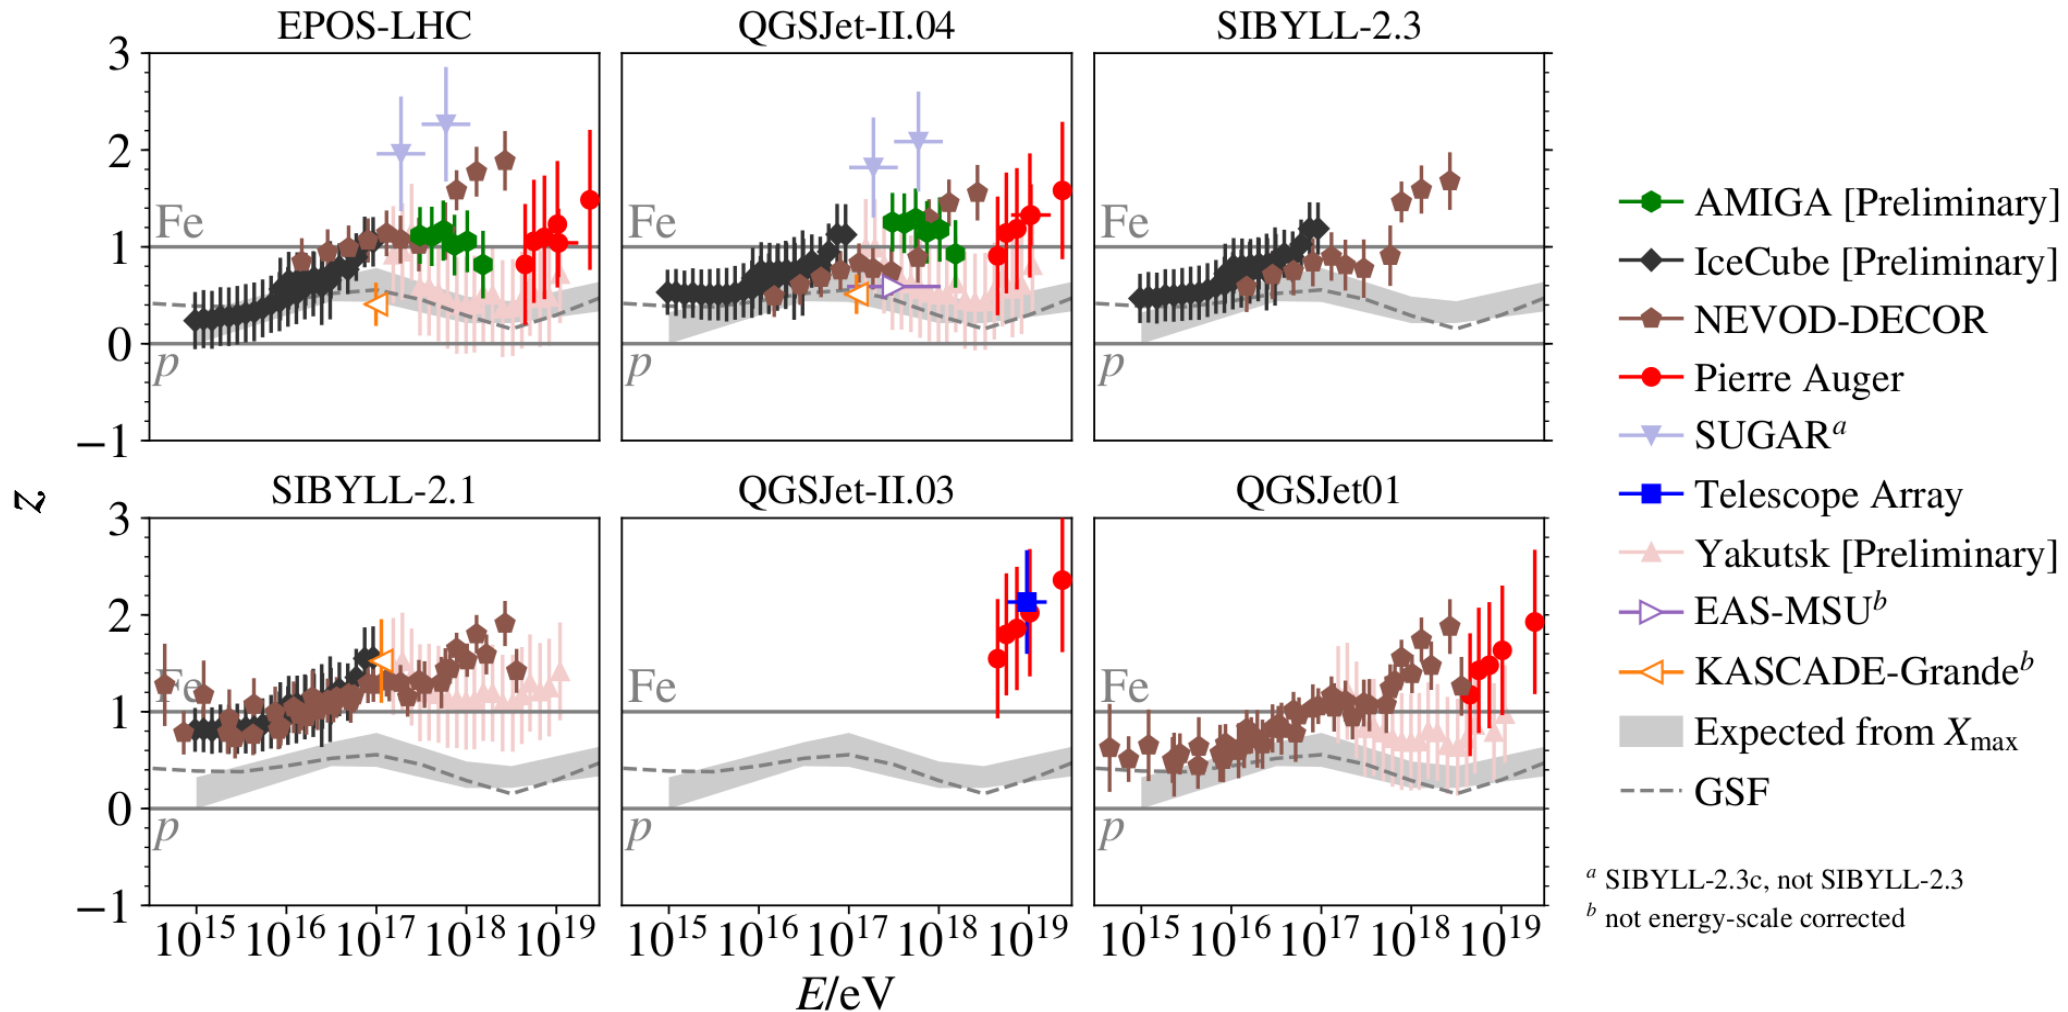 EPOS-LHC
QGSJet-II.04
SIBYLL-2.3
3
2
1
0
−1
Fe
p
Fe
p
Fe
p
z
SIBYLL-2.1
QGSJet-II.03
QGSJet01
3
2
1
0
−1
Fe
p
Fe
p
Fe
p
10^15 10^16 10^17 10^18 10^19
10^15 10^16 10^17 10^18 10^19
10^15 10^16 10^17 10^18 10^19
E/eV
AMIGA [Preliminary]
IceCube [Preliminary]
NEVOD-DECOR
Pierre Auger
SUGAR^a
Telescope Array
Yakutsk [Preliminary]
EAS-MSU^b
KASCADE-Grande^b
Expected from X_max
GSF
^a SIBYLL-2.3c, not SIBYLL-2.3
^b not energy-scale corrected